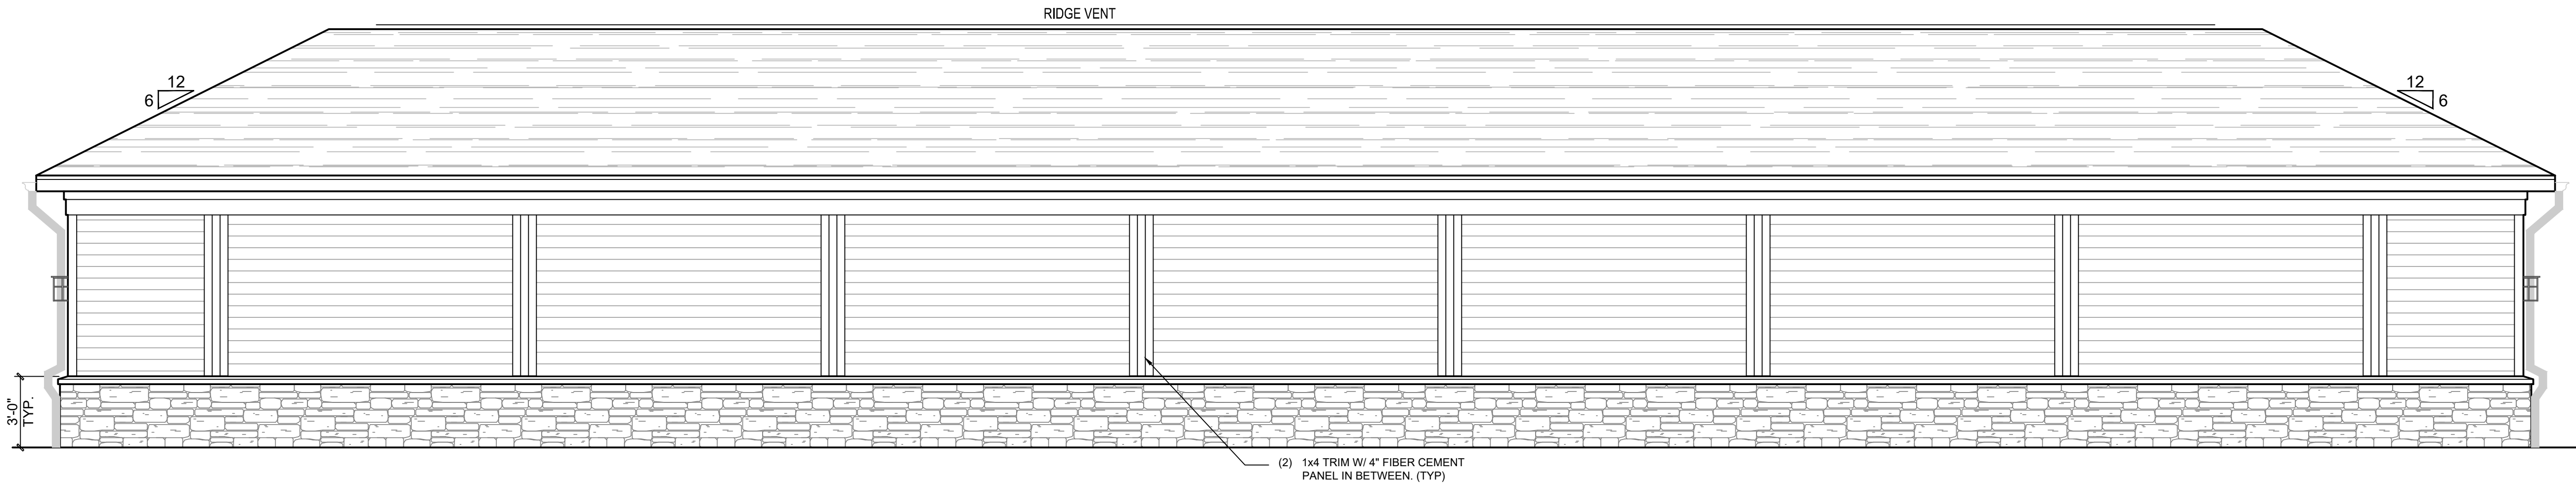 RIDGE VENT
12
6
12
6
3'-0"
TYP.
(2) 1x4 TRIM W/ 4" FIBER CEMENT
PANEL IN BETWEEN. (TYP)